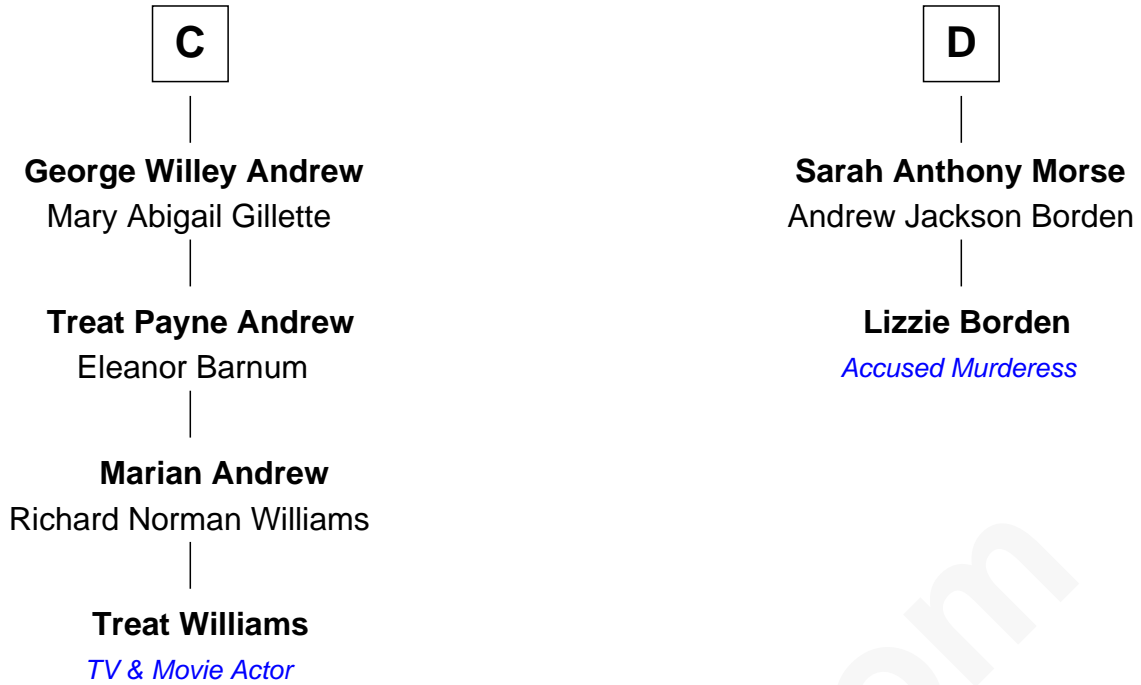 C
George Willey Andrew
Mary Abigail Gillette
Treat Payne Andrew
Eleanor Barnum
Marian Andrew
Richard Norman Williams
Treat Williams
TV & Movie Actor
D
Sarah Anthony Morse
Andrew Jackson Borden
Lizzie Borden
Accused Murderess
om